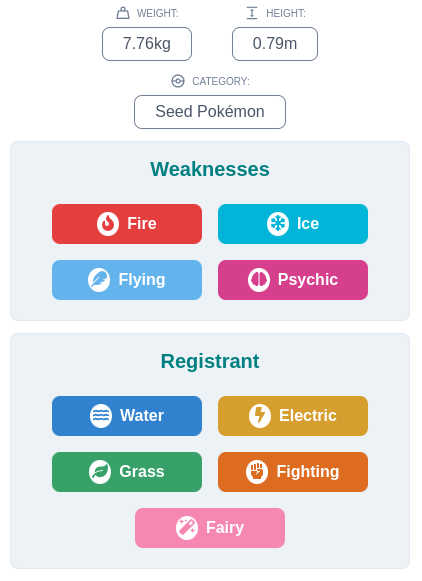 WEIGHT: HEIGHT:
7.76kg 0.79m
CATEGORY:
Seed Pokémon
Weaknesses
Fire Ice
Flying Psychic
Registrant
Water Electric
Grass Fighting
Fairy